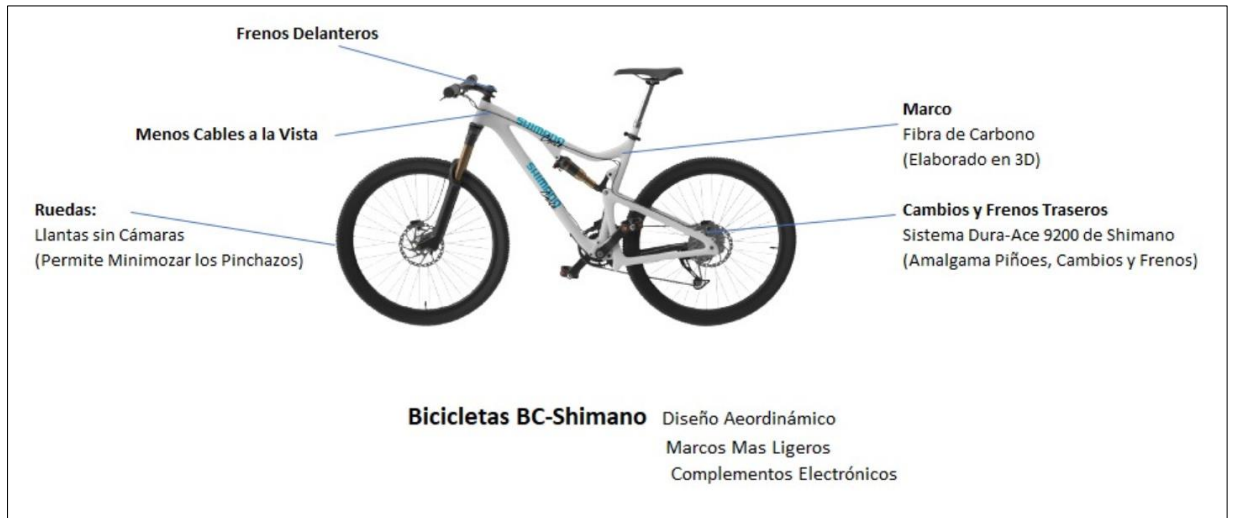 Frenos Delanteros
Menos Cables a la Vista
Marco
Fibra de Carbono
(Elaborado en 3D)
Ruedas:
Llantas sin Cámaras
(Permite Minimozar los Pinchazos)
Cambios y Frenos Traseros
Sistema Dura-Ace 9200 de Shimano
(Amalgama Piñoes, Cambios y Frenos)
SHIMANO
SHIMANO
Bicicletas BC-Shimano Diseño Aeordinámico
Marcos Mas Ligeros
Complementos Electrónicos